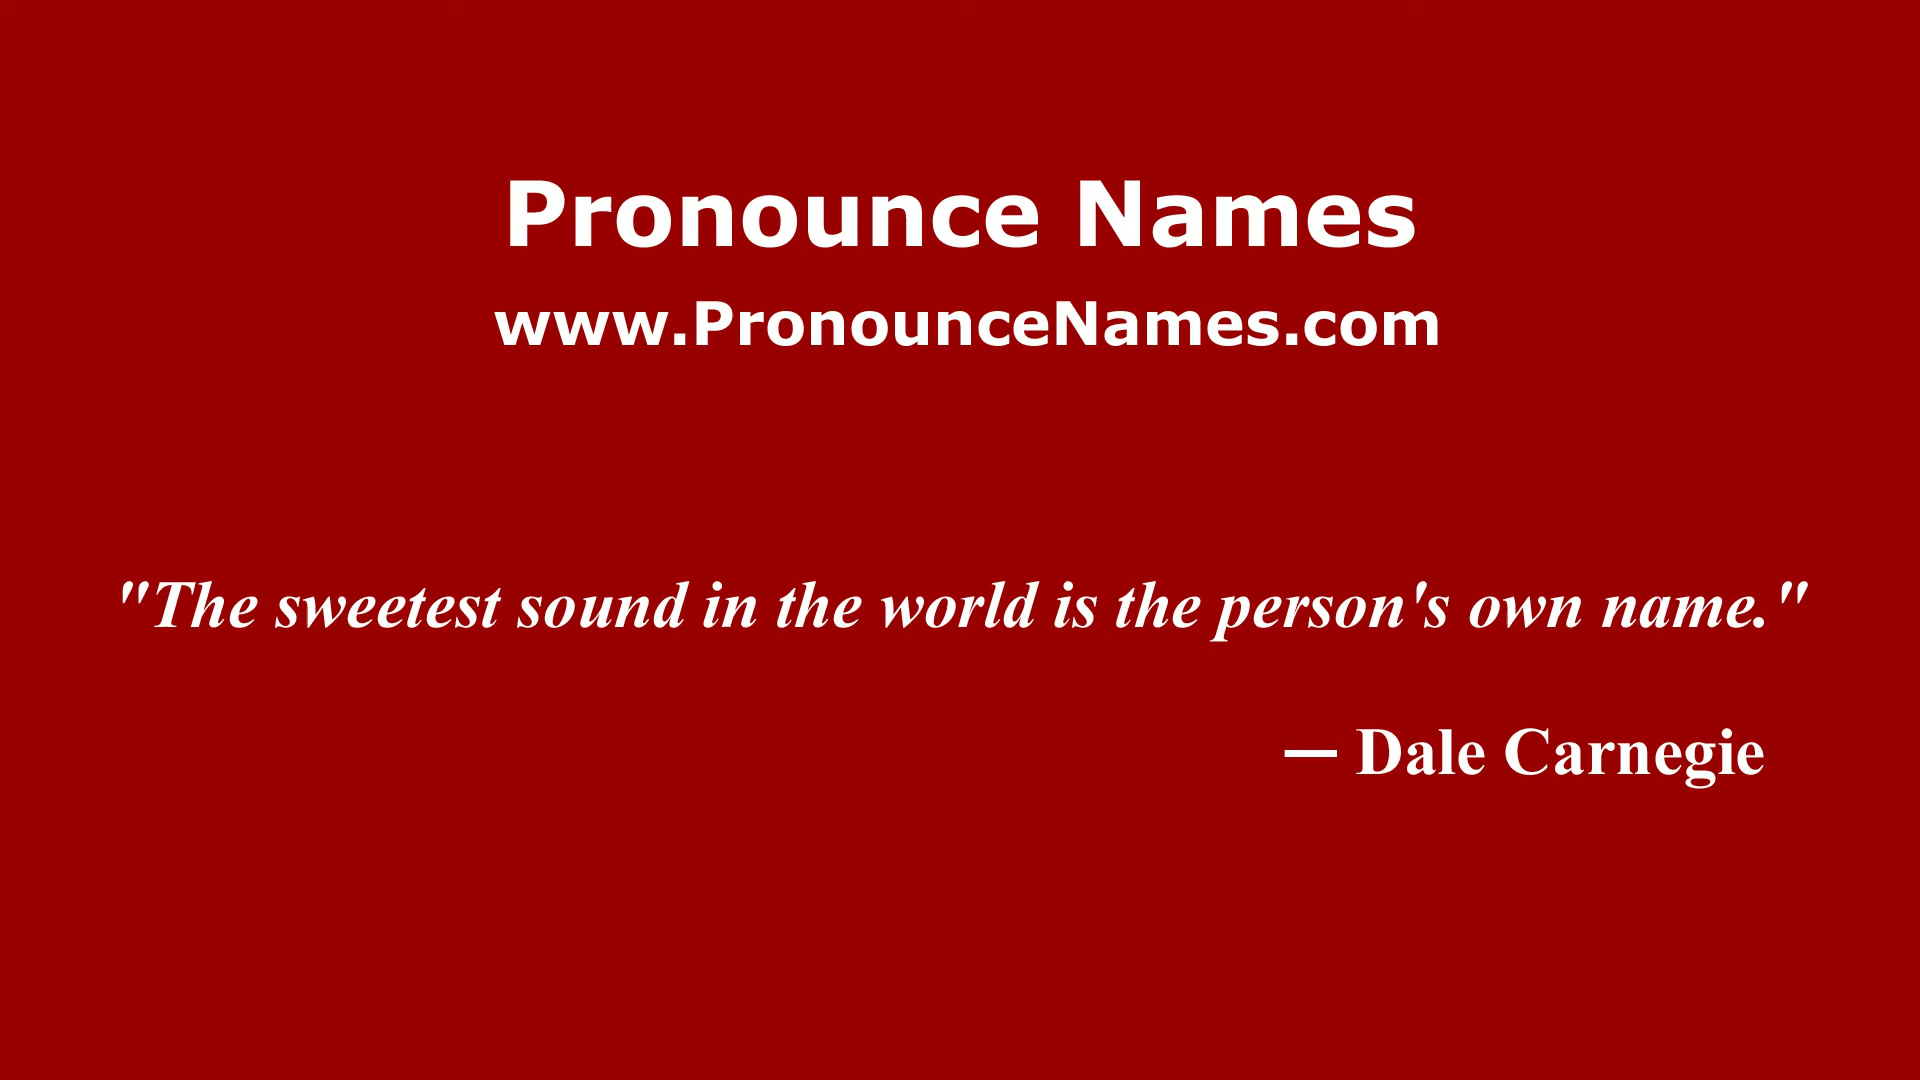 Pronounce Names
www.PronounceNames.com
"The sweetest sound in the world is the person's own name."
— Dale Carnegie